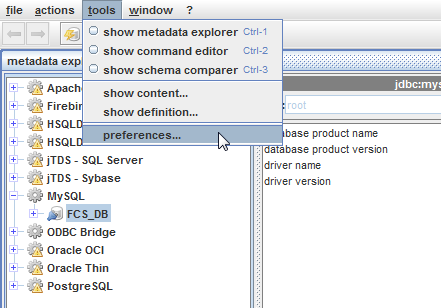 file actions tools window ?
show metadata explorer Ctrl-1
show command editor Ctrl-2
show schema comparer Ctrl-3
show content...
show definition...
preferences...
metadata exp
jdbc:mys
Apac
Firebir
HSQLD
HSQLD
jTDS - SQL Server
jTDS - Sybase
MySQL
FCS_DB
ODBC Bridge
Oracle OCI
Oracle Thin
PostgreSQL
root
database product name
database product version
driver name
driver version